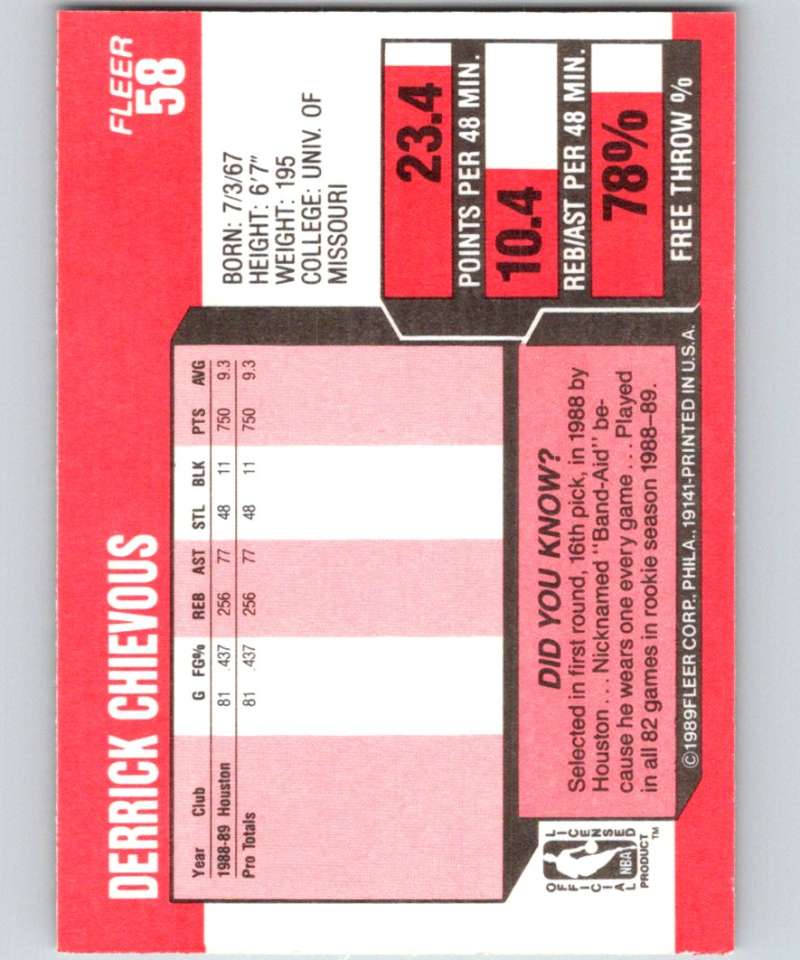 FLEER
58
DERRICK CHIEVOUS
BORN: 7/3/67
HEIGHT: 6'7"
WEIGHT: 195
COLLEGE: UNIV. OF
MISSOURI
Year Club G FG% REB AST STL BLK PTS AVG
1988-89 Houston 81 .437 256 77 48 11 750 9.3
Pro Totals 81 .437 256 77 48 11 750 9.3
23.4
POINTS PER 48 MIN.
10.4
REB/AST PER 48 MIN.
78%
FREE THROW %
DID YOU KNOW?
Selected in first round, 16th pick, in 1988 by
Houston . . . Nicknamed "Band-Aid" be-
cause he wears one every game . . . Played
in all 82 games in rookie season 1988–89.
OFFICIAL
LICENSED
NBA
PRODUCT™
©1989 FLEER CORP., PHILA., 19141-PRINTED IN U.S.A.